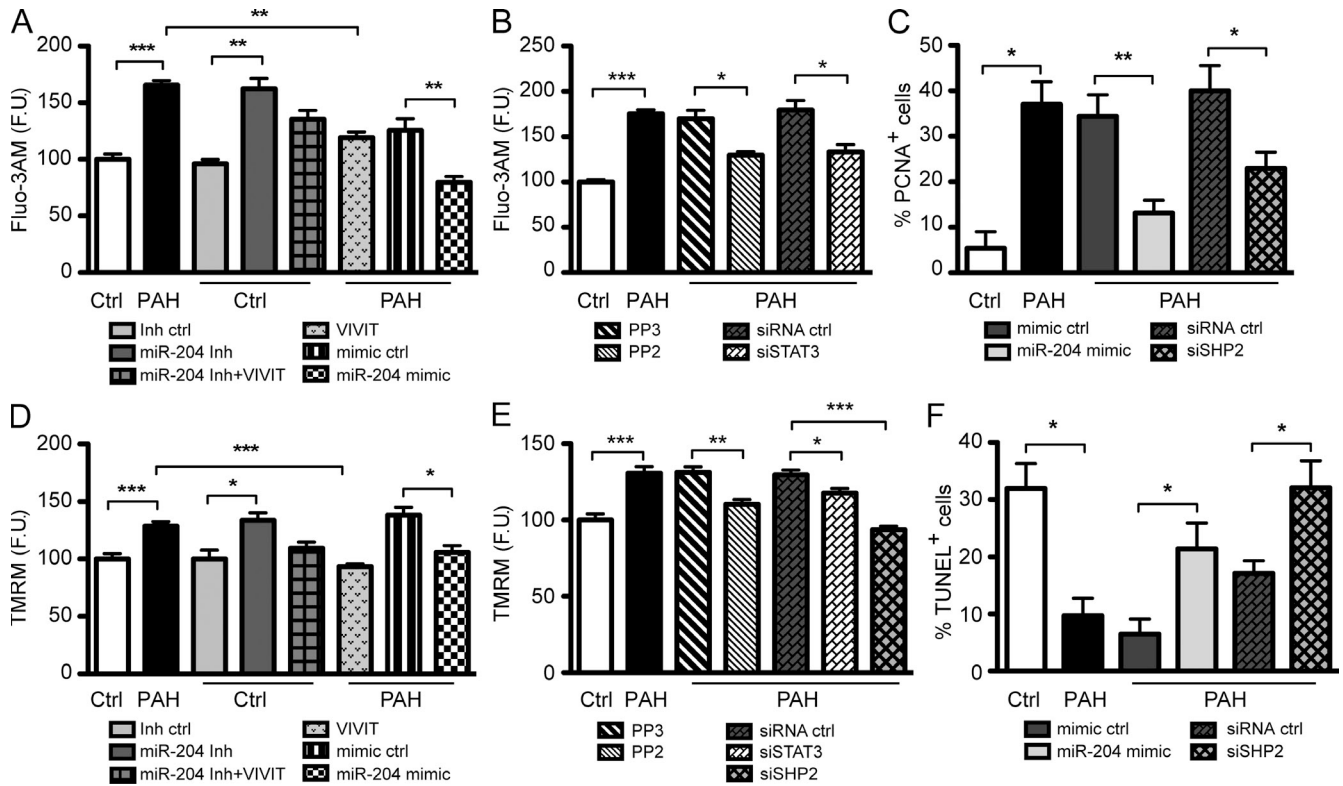 A
Fluo-3AM (F.U.)
200
150
100
50
0
***
**
**
**
Ctrl PAH Ctrl PAH
Inh ctrl
miR-204 Inh
miR-204 Inh+VIVIT
VIVIT
mimic ctrl
miR-204 mimic
B
Fluo-3AM (F.U.)
250
200
150
100
50
0
***
*
*
Ctrl PAH PAH
PP3
PP2
siRNA ctrl
siSTAT3
C
% PCNA+ cells
50
40
30
20
10
0
*
**
*
Ctrl PAH PAH
mimic ctrl
miR-204 mimic
siRNA ctrl
siSHP2
D
TMRM (F.U.)
200
150
100
50
0
***
***
*
*
Ctrl PAH Ctrl PAH
Inh ctrl
miR-204 Inh
miR-204 Inh+VIVIT
VIVIT
mimic ctrl
miR-204 mimic
E
TMRM (F.U.)
150
100
50
0
***
**
***
*
Ctrl PAH PAH
PP3
PP2
siRNA ctrl
siSTAT3
siSHP2
F
% TUNEL+ cells
40
30
20
10
0
*
*
*
Ctrl PAH PAH
mimic ctrl
miR-204 mimic
siRNA ctrl
siSHP2